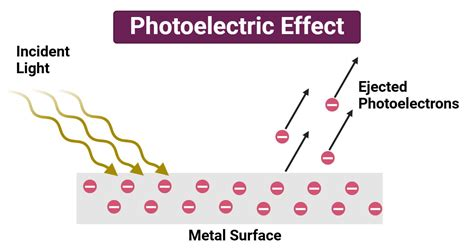 Photoelectric Effect
Incident
Light
Ejected
Photoelectrons
Metal Surface